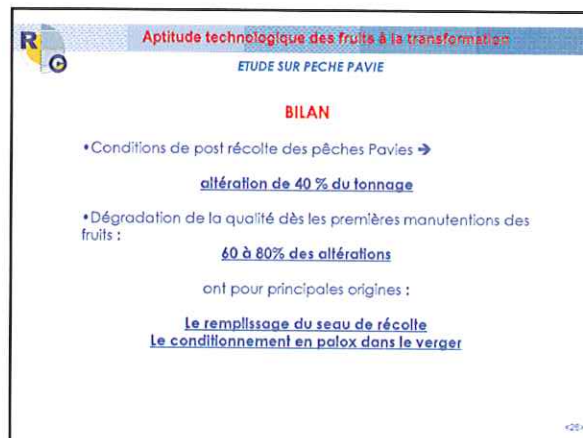 R
C
Aptitude technologique des fruits à la transformation
ETUDE SUR PECHE PAVIE
BILAN
•Conditions de post récolte des pêches Pavies ➔
altération de 40 % du tonnage
•Dégradation de la qualité dès les premières manutentions des
fruits :
60 à 80% des altérations
ont pour principales origines :
Le remplissage du seau de récolte
Le conditionnement en palox dans le verger